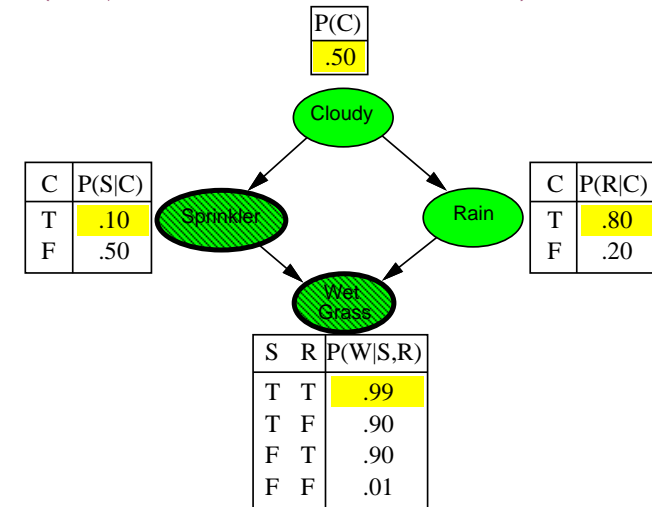 P(C)
.50
Cloudy
C P(S|C)
T .10
F .50
Sprinkler
Rain
C P(R|C)
T .80
F .20
Wet
Grass
S R P(W|S,R)
T T .99
T F .90
F T .90
F F .01